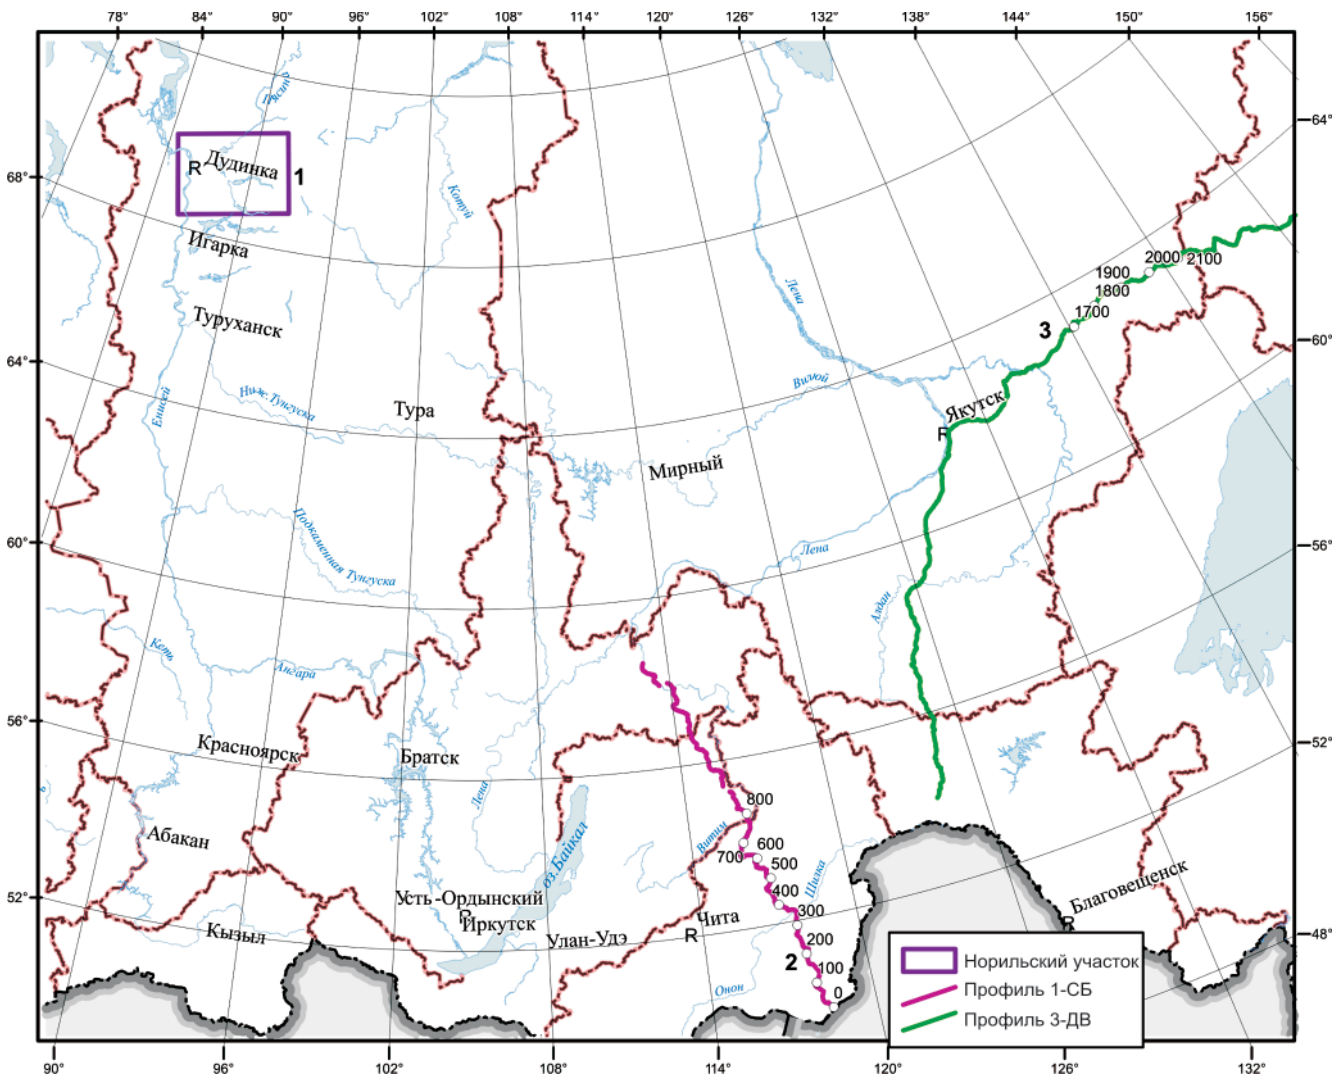 78° 84° 90° 96° 102° 108° 114° 120° 126° 132° 138° 144° 150° 156°
64°
Пясина
68°
R Дудинка 1
Котуй
Игарка
2000 2100
1900
1800
Лена
1700
Туруханск
3
60°
64°
Вилюй
Енисей
Ниж.Тунгуска
Тура
Якутск
R
Мирный
Подкаменная Тунгуска
60°
Лена
56°
Алдан
Кеть
Ангара
56°
52°
Красноярск
Братск
Лена
800
Витим
700
600
500
Абакан
оз.Байкал
Шилка
400
52°
Усть-Ордынский
R
Иркутск
300
Чита
R
Благовещенск
R
Кызыл
Улан-Удэ
48°
200
2
100
Онон
0
Норильский участок
Профиль 1-СБ
Профиль 3-ДВ
90° 96° 102° 108° 114° 120° 126° 132°